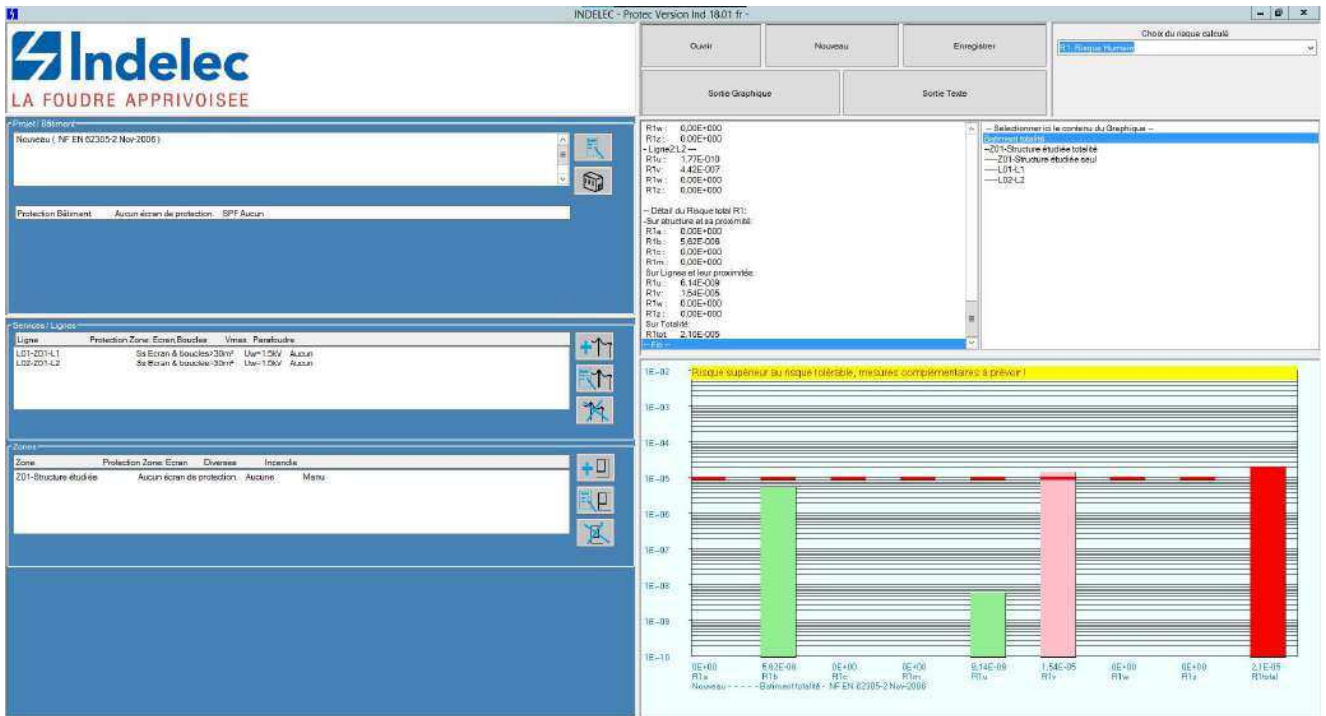 INDELEC - Protec Version Ind 18.01 fr -
Indelec
LA FOUDRE APPRIVOISEE
Ouvrir
Nouveau
Enregistrer
Choix du risque calculé
R1- Risque Humain
Sortie Graphique
Sortie Texte
Projet / Bâtiment
Nouveau ( NF EN 62305-2 Nov-2006 )
Protection Bâtiment Aucun écran de protection. SPF Aucun
Services / Lignes
Ligne Protection Zone: Ecran,Boucles Vmax Parafoudre
L01-Z01-L1 Ss Ecran & boucles>30m² Uw=1.5kV Aucun
L02-Z01-L2 Ss Ecran & boucles>30m² Uw=1.5kV Aucun
Zones
Zone Protection Zone: Ecran Diverses Incendie
Z01-Structure étudiée Aucun écran de protection. Aucune Manu
R1w : 0,00E+000
R1z : 0,00E+000
- Ligne2:L2 ---
R1u : 1,77E-010
R1v: 4,42E-007
R1w : 0,00E+000
R1z : 0,00E+000
-- Détail du Risque total R1:
-Sur structure et sa proximité:
R1a : 0,00E+000
R1b : 5,62E-006
R1c : 0,00E+000
R1m : 0,00E+000
Sur Lignes et leur proximitée:
R1u : 6,14E-009
R1v: 1,54E-005
R1w : 0,00E+000
R1z : 0,00E+000
Sur Totalité:
R1tot 2,10E-005
-- Fin --
-- Selectionner ici le contenu du Graphique --
Batiment totalité
--Z01-Structure étudiée totalité
----Z01-Structure étudiée seul
----L01-L1
----L02-L2
Risque supérieur au risque tolérable, mesures complémentaires à prévoir !
1E-02
1E-03
1E-04
1E-05
1E-06
1E-07
1E-08
1E-09
1E-10
0E+00 5,62E-06 0E+00 0E+00 6,14E-09 1,54E-05 0E+00 0E+00 2,1E-05
R1a R1b R1c R1m R1u R1v R1w R1z R1total
Nouveau - - - - - Batiment totalité - NF EN 62305-2 Nov-2006